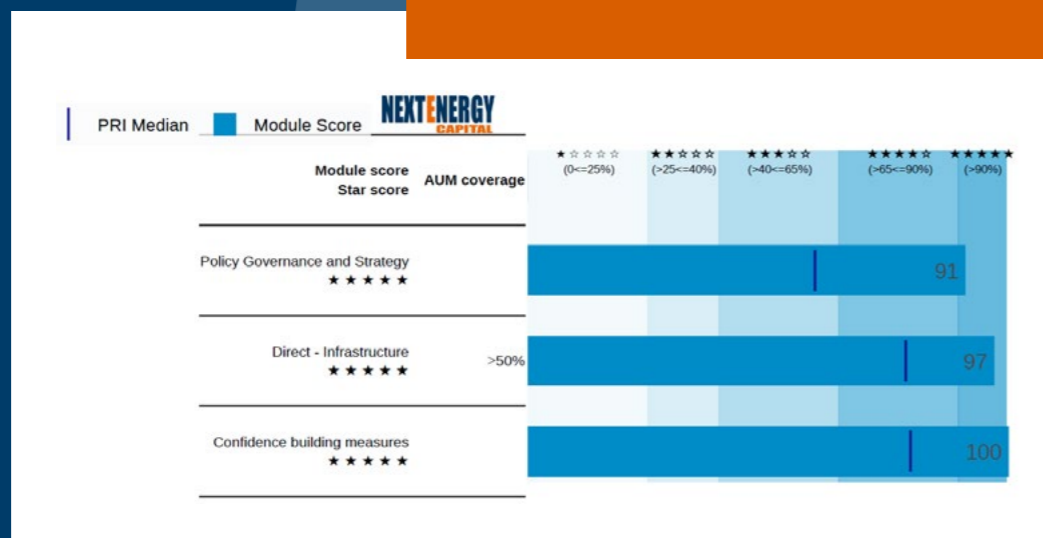 PRI Median Module Score NEXTENERGY
CAPITAL
Module score
Star score
AUM coverage
★☆☆☆☆ ★★☆☆☆ ★★★☆☆ ★★★★☆ ★★★★★
(0<=25%) (>25<=40%) (>40<=65%) (>65<=90%) (>90%)
Policy Governance and Strategy
★★★★★
91
Direct - Infrastructure
★★★★★
>50%
97
Confidence building measures
★★★★★
100